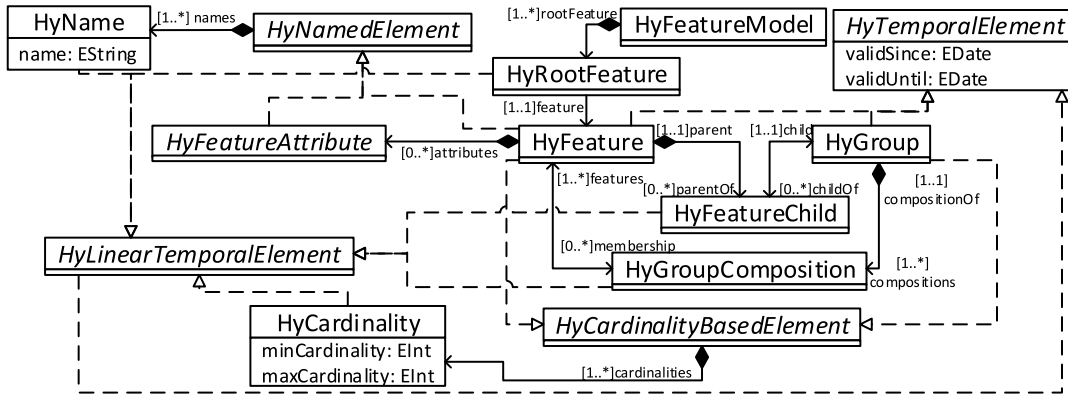 HyName
name: EString
[1..*] names
HyNamedElement
[1..*]rootFeature
HyFeatureModel
HyTemporalElement
validSince: EDate
validUntil: EDate
HyRootFeature
[1..1]feature
HyFeatureAttribute
[0..*]attributes
HyFeature
[1..1]parent
[1..1]child
HyGroup
[1..*]features
[0..*]parentOf
[0..*]childOf
[1..1]
compositionOf
HyFeatureChild
HyLinearTemporalElement
[0..*]membership
HyGroupComposition
[1..*]
compositions
HyCardinality
minCardinality: EInt
maxCardinality: EInt
HyCardinalityBasedElement
[1..*]cardinalities